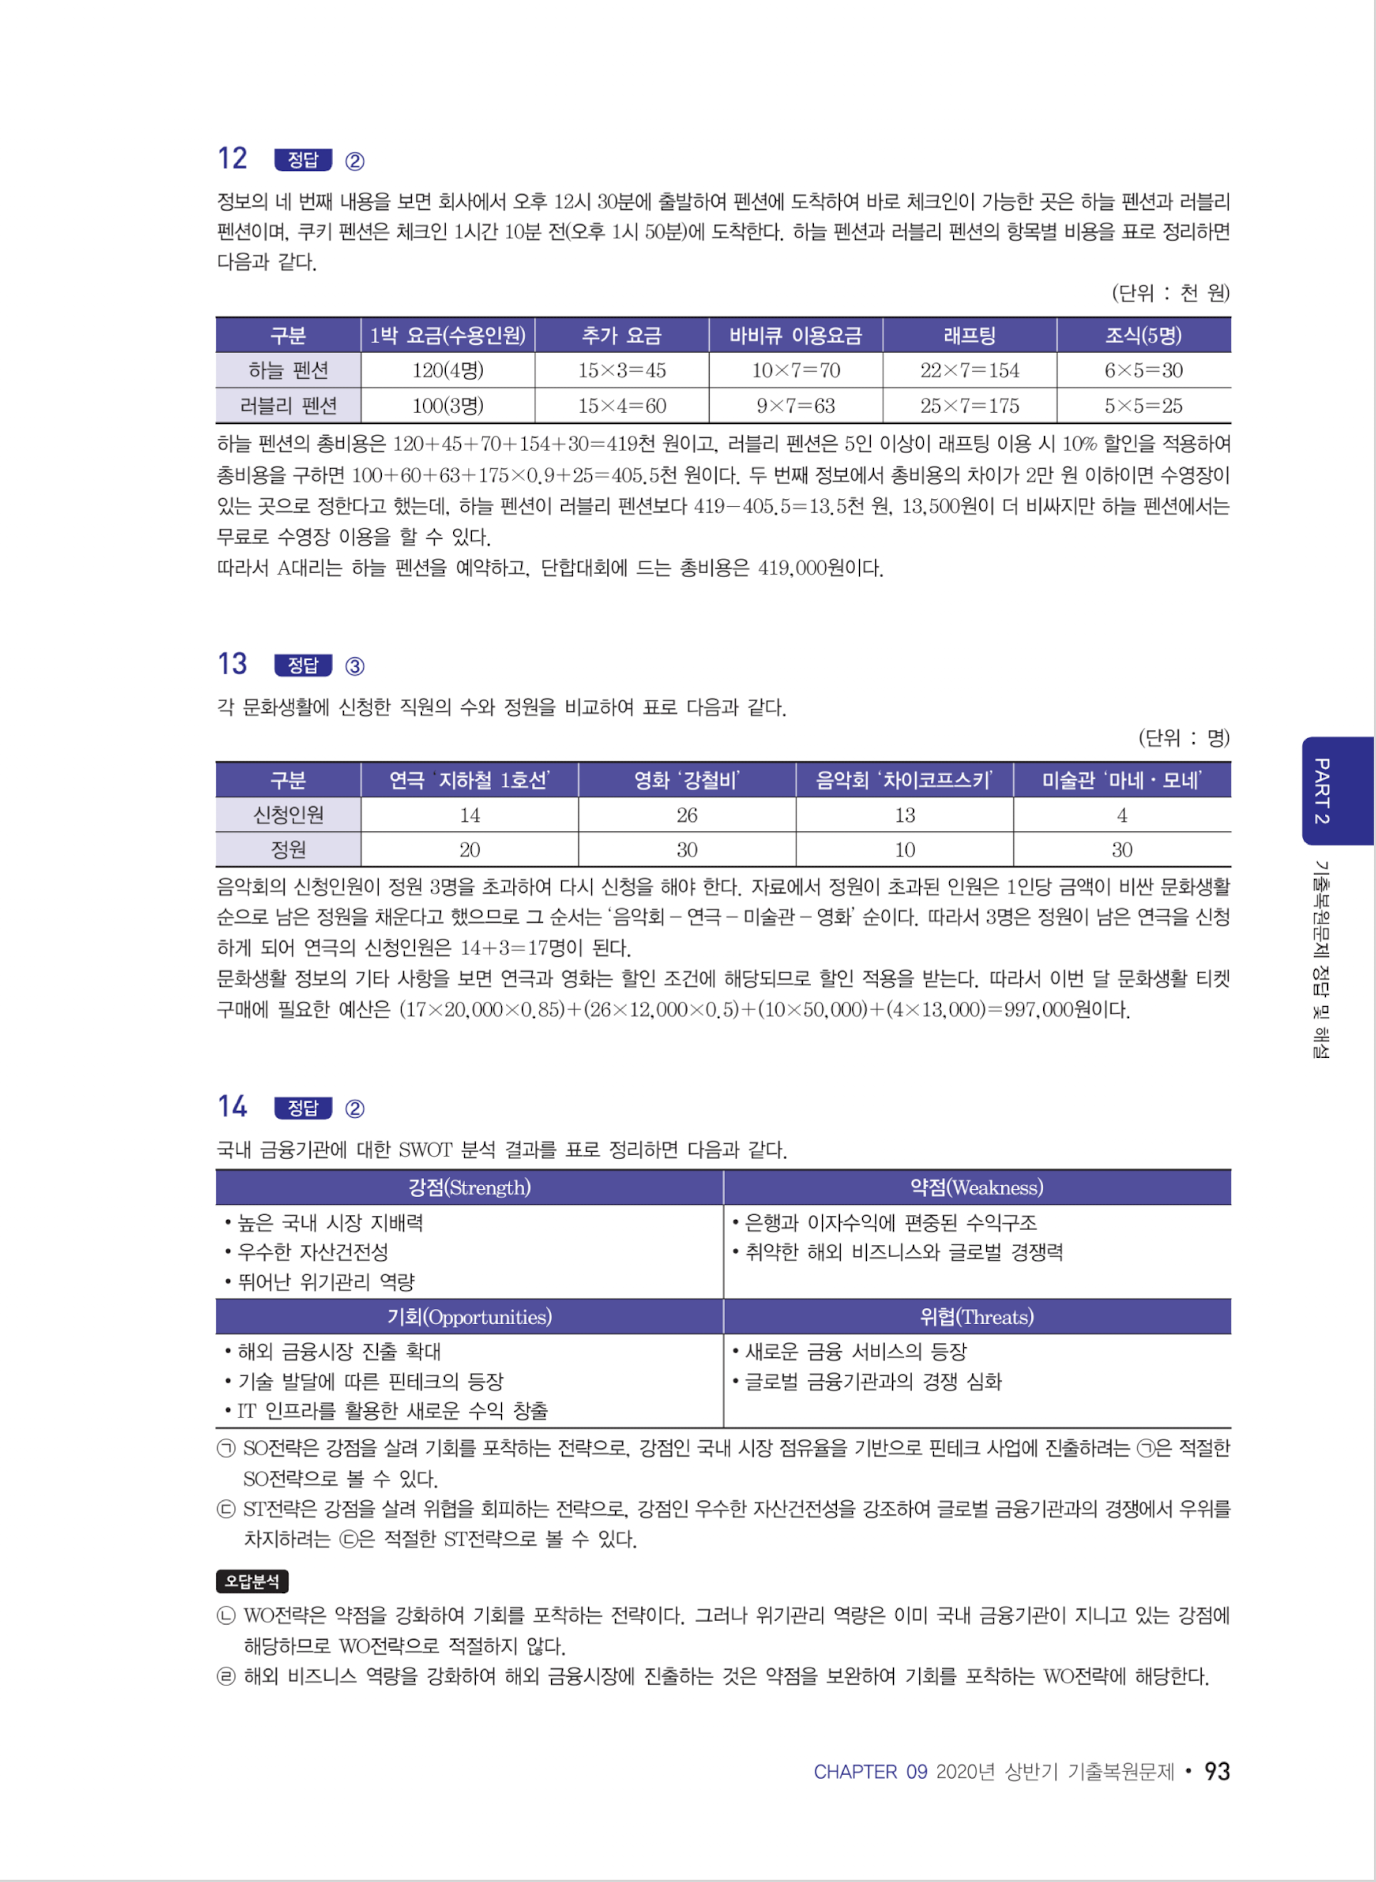 12 정답 ②
정보의 네 번째 내용을 보면 회사에서 오후 12시 30분에 출발하여 펜션에 도착하여 바로 체크인이 가능한 곳은 하늘 펜션과 러블리
펜션이며, 쿠키 펜션은 체크인 1시간 10분 전(오후 1시 50분)에 도착한다. 하늘 펜션과 러블리 펜션의 항목별 비용을 표로 정리하면
다음과 같다.
(단위 : 천 원)
구분 1박 요금(수용인원) 추가 요금 바비큐 이용요금 래프팅 조식(5명)
하늘 펜션 120(4명) 15×3=45 10×7=70 22×7=154 6×5=30
러블리 펜션 100(3명) 15×4=60 9×7=63 25×7=175 5×5=25
하늘 펜션의 총비용은 120+45+70+154+30=419천 원이고, 러블리 펜션은 5인 이상이 래프팅 이용 시 10% 할인을 적용하여
총비용을 구하면 100+60+63+175×0.9+25=405.5천 원이다. 두 번째 정보에서 총비용의 차이가 2만 원 이하이면 수영장이
있는 곳으로 정한다고 했는데, 하늘 펜션이 러블리 펜션보다 419−405.5=13.5천 원, 13,500원이 더 비싸지만 하늘 펜션에서는
무료로 수영장 이용을 할 수 있다.
따라서 A대리는 하늘 펜션을 예약하고, 단합대회에 드는 총비용은 419,000원이다.
13 정답 ③
각 문화생활에 신청한 직원의 수와 정원을 비교하여 표로 다음과 같다.
(단위 : 명)
구분 연극 ‘지하철 1호선’ 영화 ‘강철비’ 음악회 ‘차이코프스키’ 미술관 ‘마네·모네’
신청인원 14 26 13 4
정원 20 30 10 30
음악회의 신청인원이 정원 3명을 초과하여 다시 신청을 해야 한다. 자료에서 정원이 초과된 인원은 1인당 금액이 비싼 문화생활
순으로 남은 정원을 채운다고 했으므로 그 순서는 ‘음악회 – 연극 – 미술관 – 영화’ 순이다. 따라서 3명은 정원이 남은 연극을 신청
하게 되어 연극의 신청인원은 14+3=17명이 된다.
문화생활 정보의 기타 사항을 보면 연극과 영화는 할인 조건에 해당되므로 할인 적용을 받는다. 따라서 이번 달 문화생활 티켓
구매에 필요한 예산은 (17×20,000×0.85)+(26×12,000×0.5)+(10×50,000)+(4×13,000)=997,000원이다.
14 정답 ②
국내 금융기관에 대한 SWOT 분석 결과를 표로 정리하면 다음과 같다.
강점(Strength) 약점(Weakness)
• 높은 국내 시장 지배력 • 은행과 이자수익에 편중된 수익구조
• 우수한 자산건전성 • 취약한 해외 비즈니스와 글로벌 경쟁력
• 뛰어난 위기관리 역량
기회(Opportunities) 위협(Threats)
• 해외 금융시장 진출 확대 • 새로운 금융 서비스의 등장
• 기술 발달에 따른 핀테크의 등장 • 글로벌 금융기관과의 경쟁 심화
• IT 인프라를 활용한 새로운 수익 창출
㉠ SO전략은 강점을 살려 기회를 포착하는 전략으로, 강점인 국내 시장 점유율을 기반으로 핀테크 사업에 진출하려는 ㉠은 적절한
SO전략으로 볼 수 있다.
㉢ ST전략은 강점을 살려 위협을 회피하는 전략으로, 강점인 우수한 자산건전성을 강조하여 글로벌 금융기관과의 경쟁에서 우위를
차지하려는 ㉢은 적절한 ST전략으로 볼 수 있다.
오답분석
㉡ WO전략은 약점을 강화하여 기회를 포착하는 전략이다. 그러나 위기관리 역량은 이미 국내 금융기관이 지니고 있는 강점에
해당하므로 WO전략으로 적절하지 않다.
㉣ 해외 비즈니스 역량을 강화하여 해외 금융시장에 진출하는 것은 약점을 보완하여 기회를 포착하는 WO전략에 해당한다.
PART 2
기출복원문제 정답 및 해설
CHAPTER 09 2020년 상반기 기출복원문제 • 93